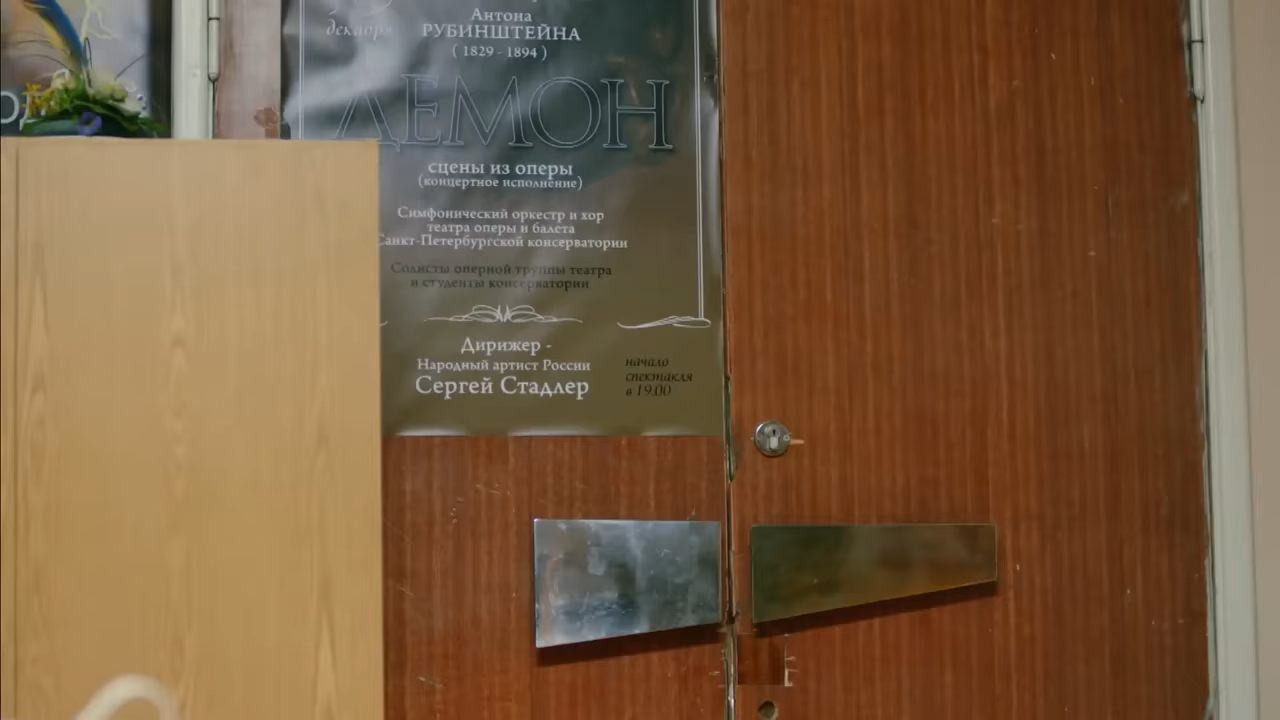 декабря
Антона
РУБИНШТЕЙНА
( 1829 - 1894 )
ДЕМОН
сцены из оперы
(концертное исполнение)
Симфонический оркестр и хор
театра оперы и балета
Санкт-Петербургской консерватории
Солисты оперной труппы театра
и студенты консерватории
Дирижер -
Народный артист России
Сергей Стадлер
начало
спектакля
в 19.00